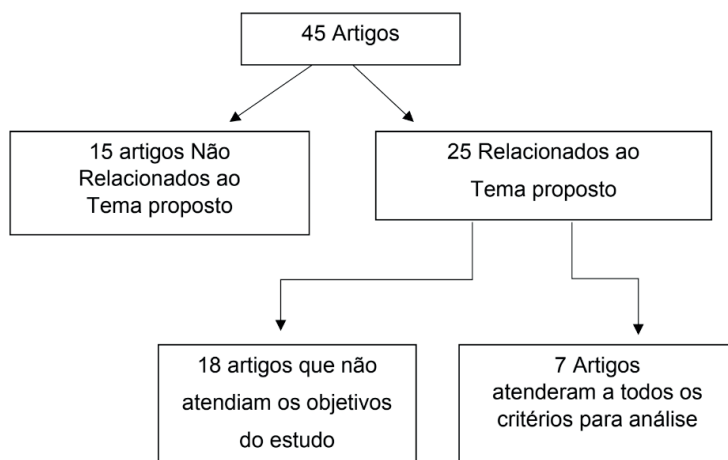 45 Artigos
15 artigos Não
Relacionados ao
Tema proposto
25 Relacionados ao
Tema proposto
18 artigos que não
atendiam os objetivos
do estudo
7 Artigos
atenderam a todos os
critérios para análise